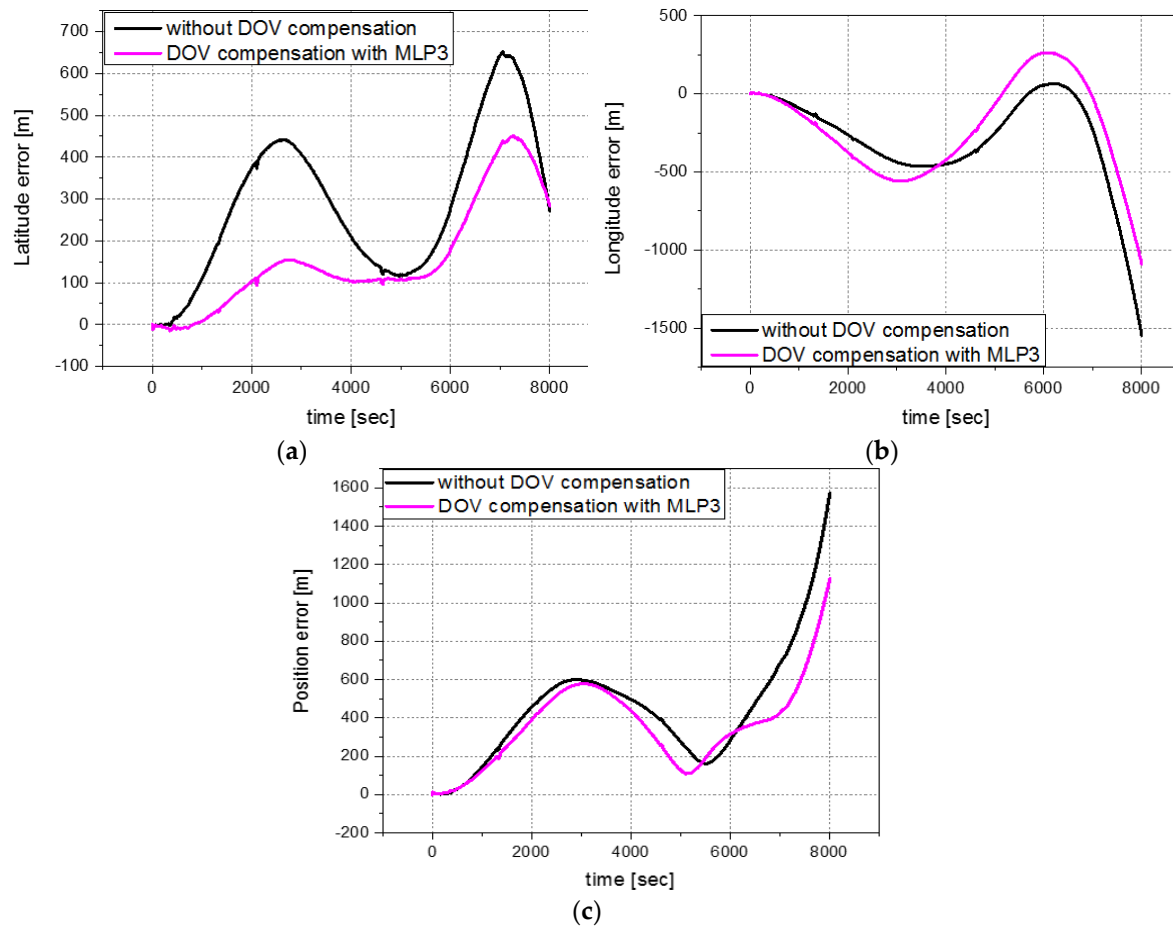 without DOV compensation
DOV compensation with MLP3
Latitude error [m]
700
600
500
400
300
200
100
0
-100
0 2000 4000 6000 8000
time [sec]
(a)
Longitude error [m]
500
0
-500
-1000
-1500
without DOV compensation
DOV compensation with MLP3
0 2000 4000 6000 8000
time [sec]
(b)
without DOV compensation
DOV compensation with MLP3
Position error [m]
1600
1400
1200
1000
800
600
400
200
0
-200
0 2000 4000 6000 8000
time [sec]
(c)